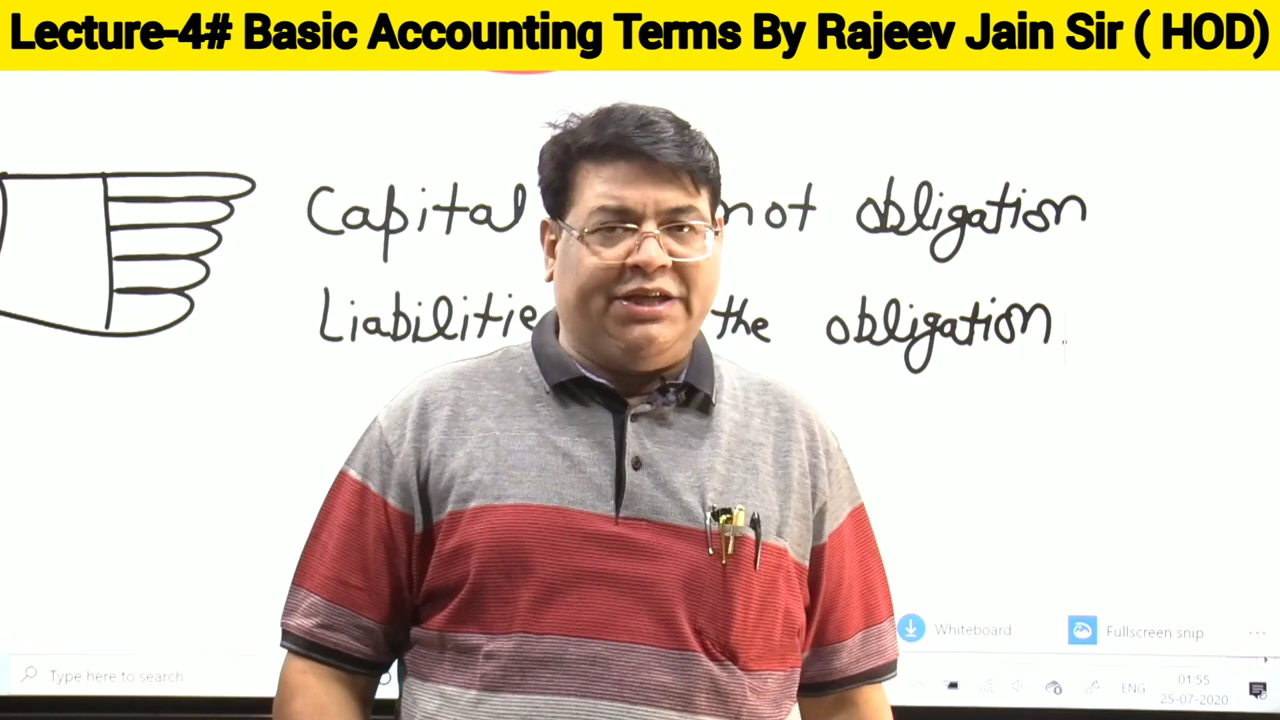 Lecture-4# Basic Accounting Terms By Rajeev Jain Sir ( HOD)
Capital not obligation
Liabilitie the obligation.
Whiteboard
Fullscreen snip
Type here to search
ENG
01:55
25-07-2020